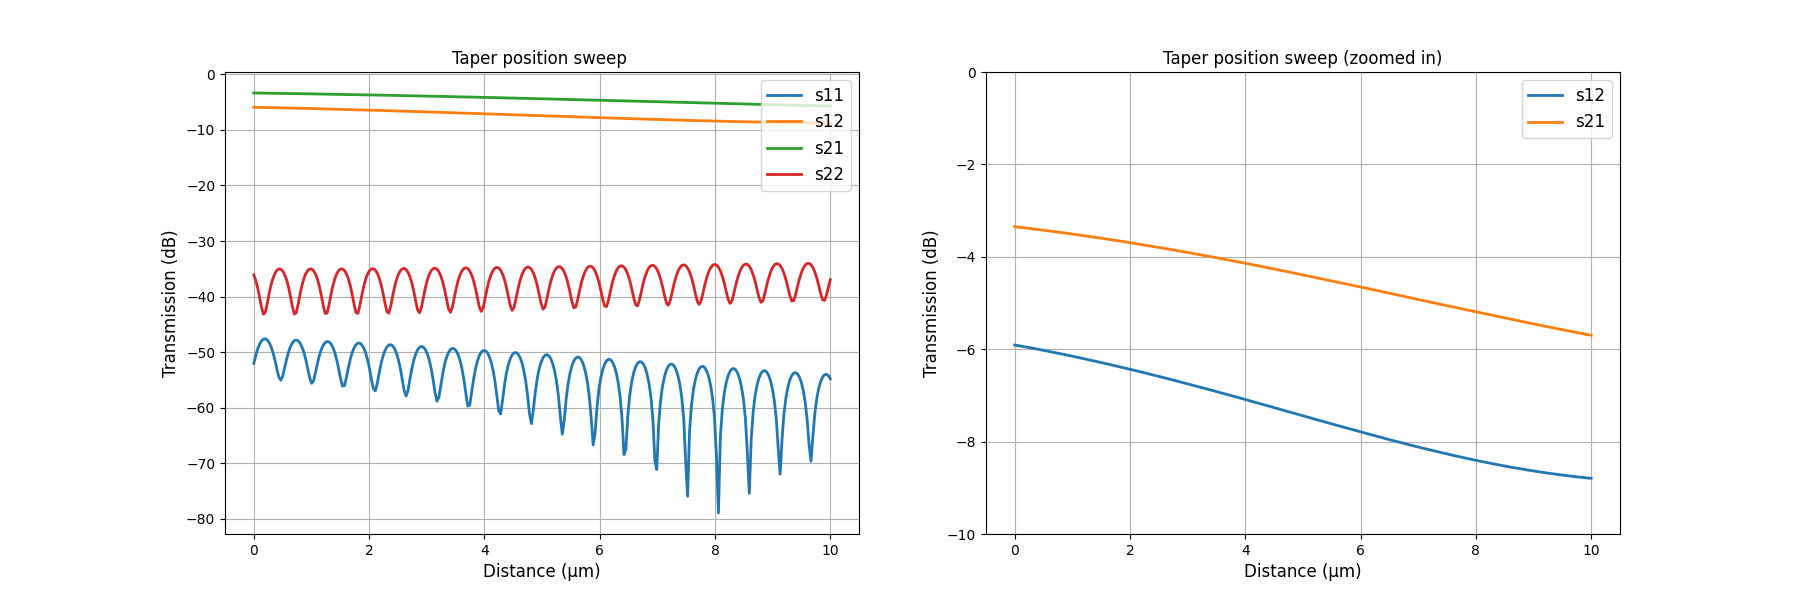 Taper position sweep
Transmission (dB)
0
−10
−20
−30
−40
−50
−60
−70
−80
s11
s12
s21
s22
0 2 4 6 8 10
Distance (μm)
Taper position sweep (zoomed in)
Transmission (dB)
0
−2
−4
−6
−8
−10
s12
s21
0 2 4 6 8 10
Distance (μm)